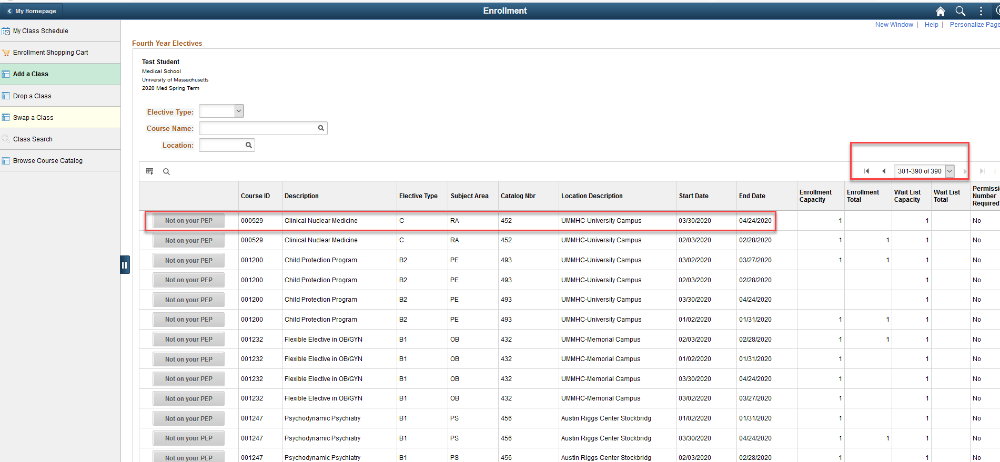 My Homepage
Enrollment
New Window | Help | Personalize Page
My Class Schedule
Enrollment Shopping Cart
Add a Class
Drop a Class
Swap a Class
Class Search
Browse Course Catalog
Fourth Year Electives
Test Student
Medical School
University of Massachusetts
2020 Med Spring Term
Elective Type:
Course Name:
Location:
301-390 of 390
Course ID Description Elective Type Subject Area Catalog Nbr Location Description Start Date End Date Enrollment Capacity Enrollment Total Wait List Capacity Wait List Total Permissi Number Required
Not on your PEP 000529 Clinical Nuclear Medicine C RA 452 UMMHC-University Campus 03/30/2020 04/24/2020 1 1 No
Not on your PEP 000529 Clinical Nuclear Medicine C RA 452 UMMHC-University Campus 02/03/2020 02/28/2020 1 1 1 No
Not on your PEP 001200 Child Protection Program B2 PE 493 UMMHC-University Campus 03/02/2020 03/27/2020 1 1 1 No
Not on your PEP 001200 Child Protection Program B2 PE 493 UMMHC-University Campus 02/03/2020 02/28/2020 1 No
Not on your PEP 001200 Child Protection Program B2 PE 493 UMMHC-University Campus 03/30/2020 04/24/2020 1 No
Not on your PEP 001200 Child Protection Program B2 PE 493 UMMHC-University Campus 01/02/2020 01/31/2020 1 1 1 No
Not on your PEP 001232 Flexible Elective in OB/GYN B1 OB 432 UMMHC-Memorial Campus 02/03/2020 02/28/2020 1 1 1 No
Not on your PEP 001232 Flexible Elective in OB/GYN B1 OB 432 UMMHC-Memorial Campus 01/02/2020 01/31/2020 1 1 No
Not on your PEP 001232 Flexible Elective in OB/GYN B1 OB 432 UMMHC-Memorial Campus 03/30/2020 04/24/2020 1 1 No
Not on your PEP 001232 Flexible Elective in OB/GYN B1 OB 432 UMMHC-Memorial Campus 03/02/2020 03/27/2020 1 1 No
Not on your PEP 001247 Psychodynamic Psychiatry B1 PS 456 Austin Riggs Center Stockbridg 01/02/2020 01/31/2020 1 1 No
Not on your PEP 001247 Psychodynamic Psychiatry B1 PS 456 Austin Riggs Center Stockbridg 03/30/2020 04/24/2020 1 1 1 No
Not on your PEP 001247 Psychodynamic Psychiatry B1 PS 456 Austin Riggs Center Stockbridg 02/03/2020 02/28/2020 1 1 No